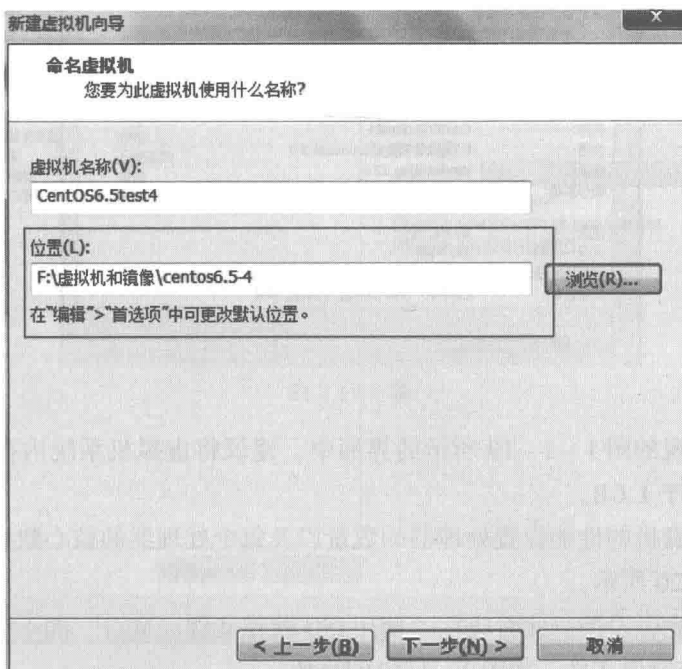 新建虚拟机向导
命名虚拟机
您要为此虚拟机使用什么名称?
虚拟机名称(V):
CentOS6.5test4
位置(L):
F:\虚拟机和镜像\centos6.5-4
浏览(R)...
在"编辑">"首选项"中可更改默认位置。
< 上一步(B)
下一步(N) >
取消